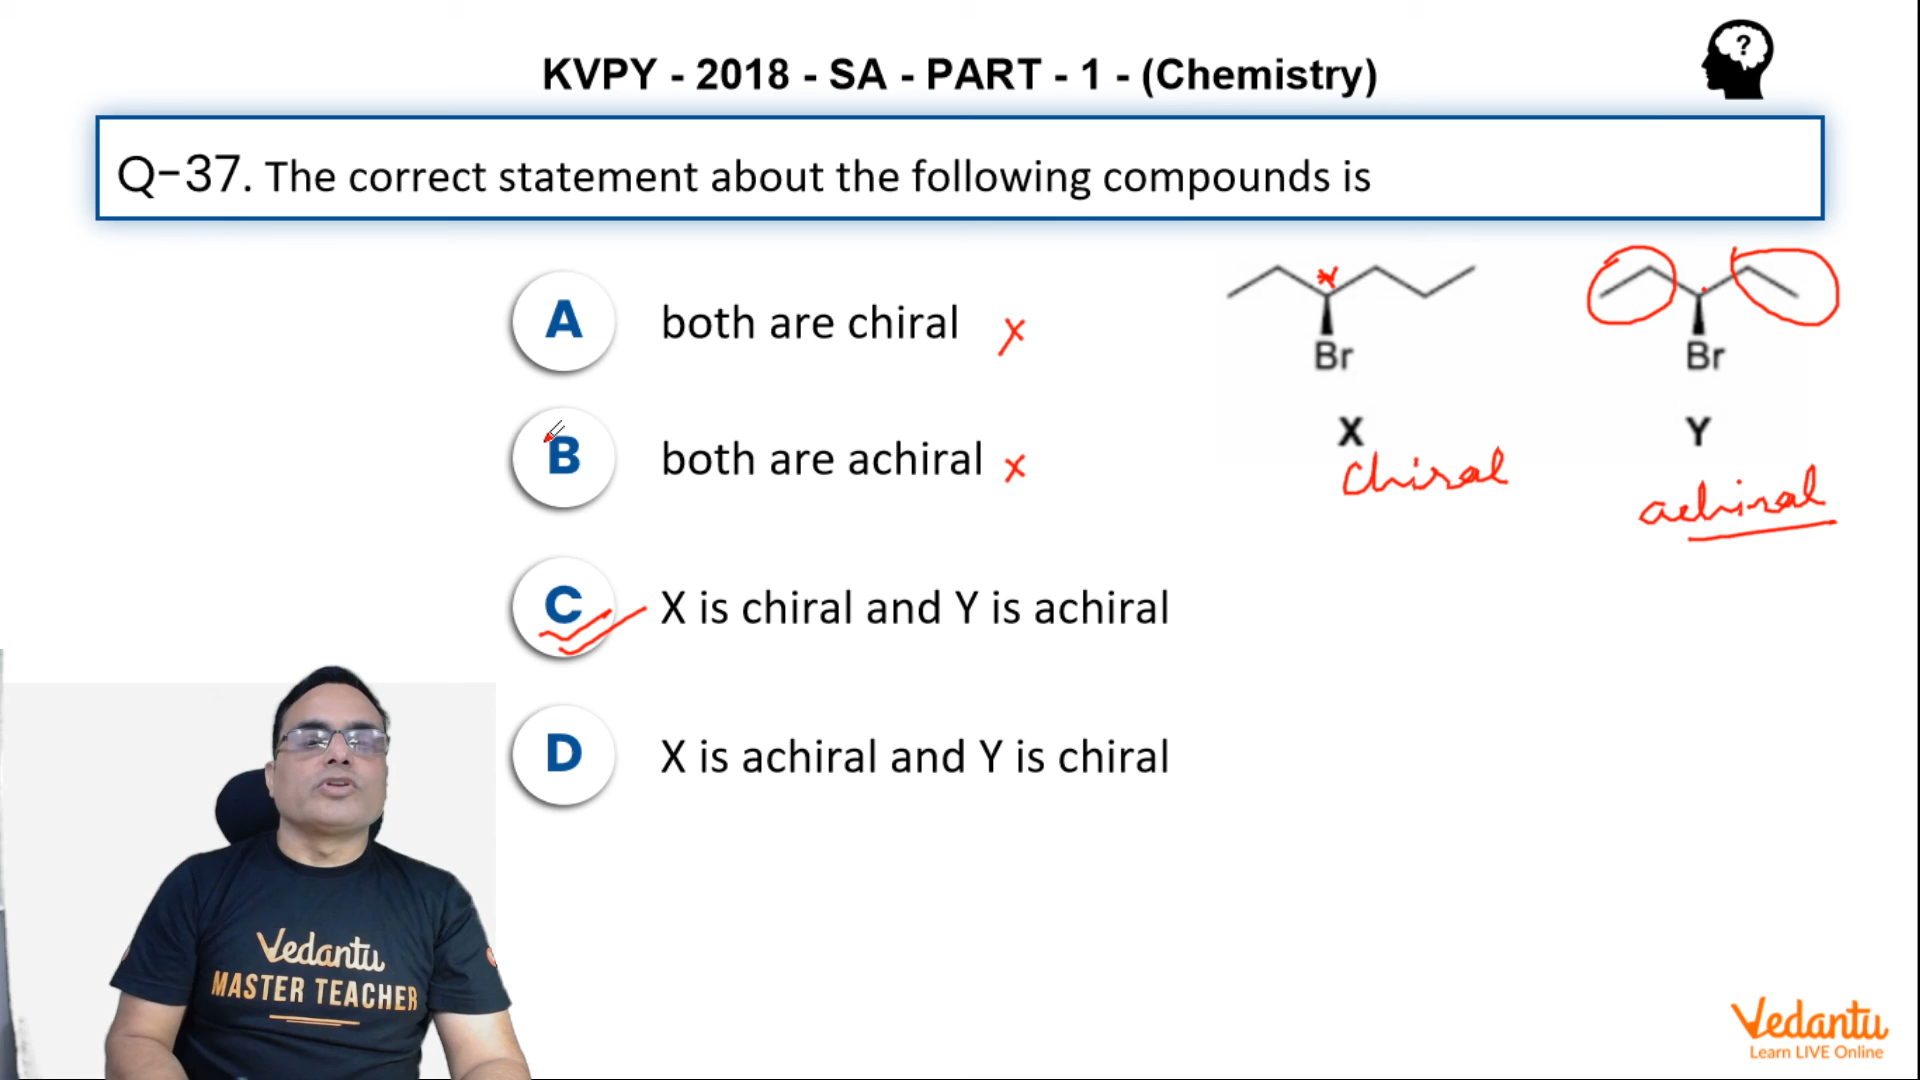 KVPY - 2018 - SA - PART - 1 - (Chemistry)
?
Q-37. The correct statement about the following compounds is
A both are chiral x
B both are achiral x
C X is chiral and Y is achiral
D X is achiral and Y is chiral
Br
X
chiral
Br
Y
achiral
Vedantu
MASTER TEACHER
Vedantu
Learn LIVE Online